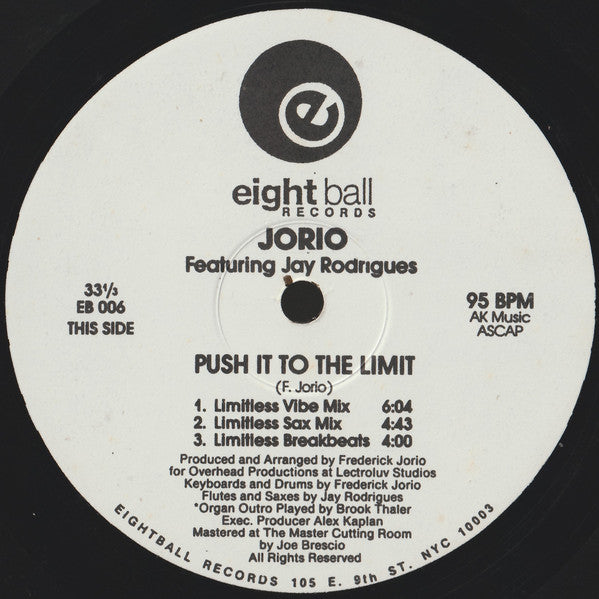 e
eight ball
RECORDS
JORIO
Featuring Jay Rodrigues
33⅓
EB 006
THIS SIDE
95 BPM
AK Music
ASCAP
PUSH IT TO THE LIMIT
(F. Jorio)
1. Limitless Vibe Mix 6:04
2. Limitless Sax Mix 4:43
3. Limitless Breakbeats 4:00
Produced and Arranged by Frederick Jorio
for Overhead Productions at Lectroluv Studios
Keyboards and Drums by Frederick Jorio
Flutes and Saxes by Jay Rodrigues
*Organ Outro Played by Brook Thaler
Exec. Producer Alex Kaplan
Mastered at The Master Cutting Room
by Joe Brescio
All Rights Reserved
EIGHTBALL RECORDS 105 E. 9th ST. NYC 10003